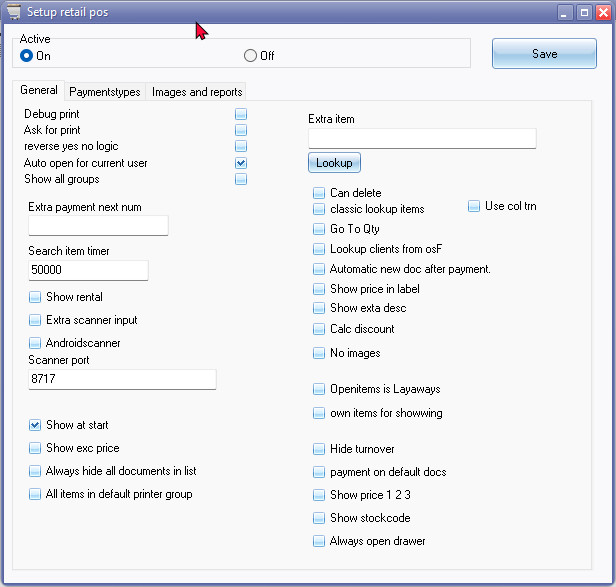 Setup retail pos
Active
On
Off
Save
General
Paymentstypes
Images and reports
Debug print
Ask for print
reverse yes no logic
Auto open for current user
Show all groups
Extra payment next num
Search item timer
50000
Show rental
Extra scanner input
Androidscanner
Scanner port
8717
Show at start
Show exc price
Always hide all documents in list
All items in default printer group
Extra item
Lookup
Can delete
classic lookup items
Use col trn
Go To Qty
Lookup clients from osF
Automatic new doc after payment.
Show price in label
Show exta desc
Calc discount
No images
Openitems is Layaways
own items for showwing
Hide turnover
payment on default docs
Show price 1 2 3
Show stockcode
Always open drawer